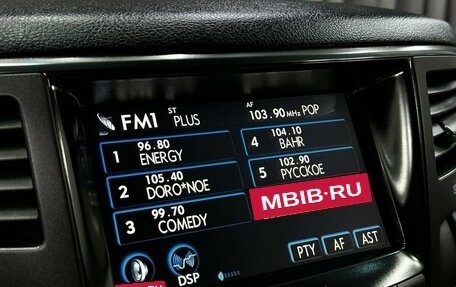 FM1 ST PLUS AF 103.90 MHz POP
1 96.80 ENERGY
4 104.10 BAHR
2 105.40 DORO*NOE
5 102.90 РУССКОЕ
3 99.70 COMEDY
MBIB-RU
DSP PTY AF AST